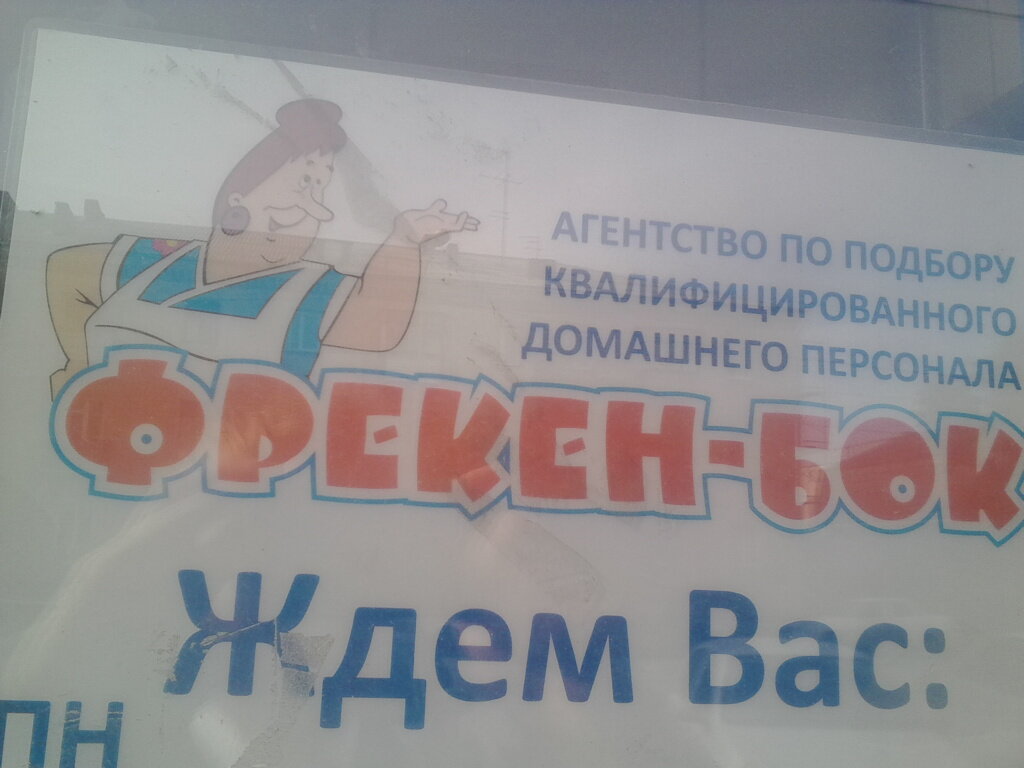 АГЕНТСТВО ПО ПОДБОРУ
КВАЛИФИЦИРОВАННОГО
ДОМАШНЕГО ПЕРСОНАЛА
ФРЕКЕН-БОК
Ждем Вас:
ПН